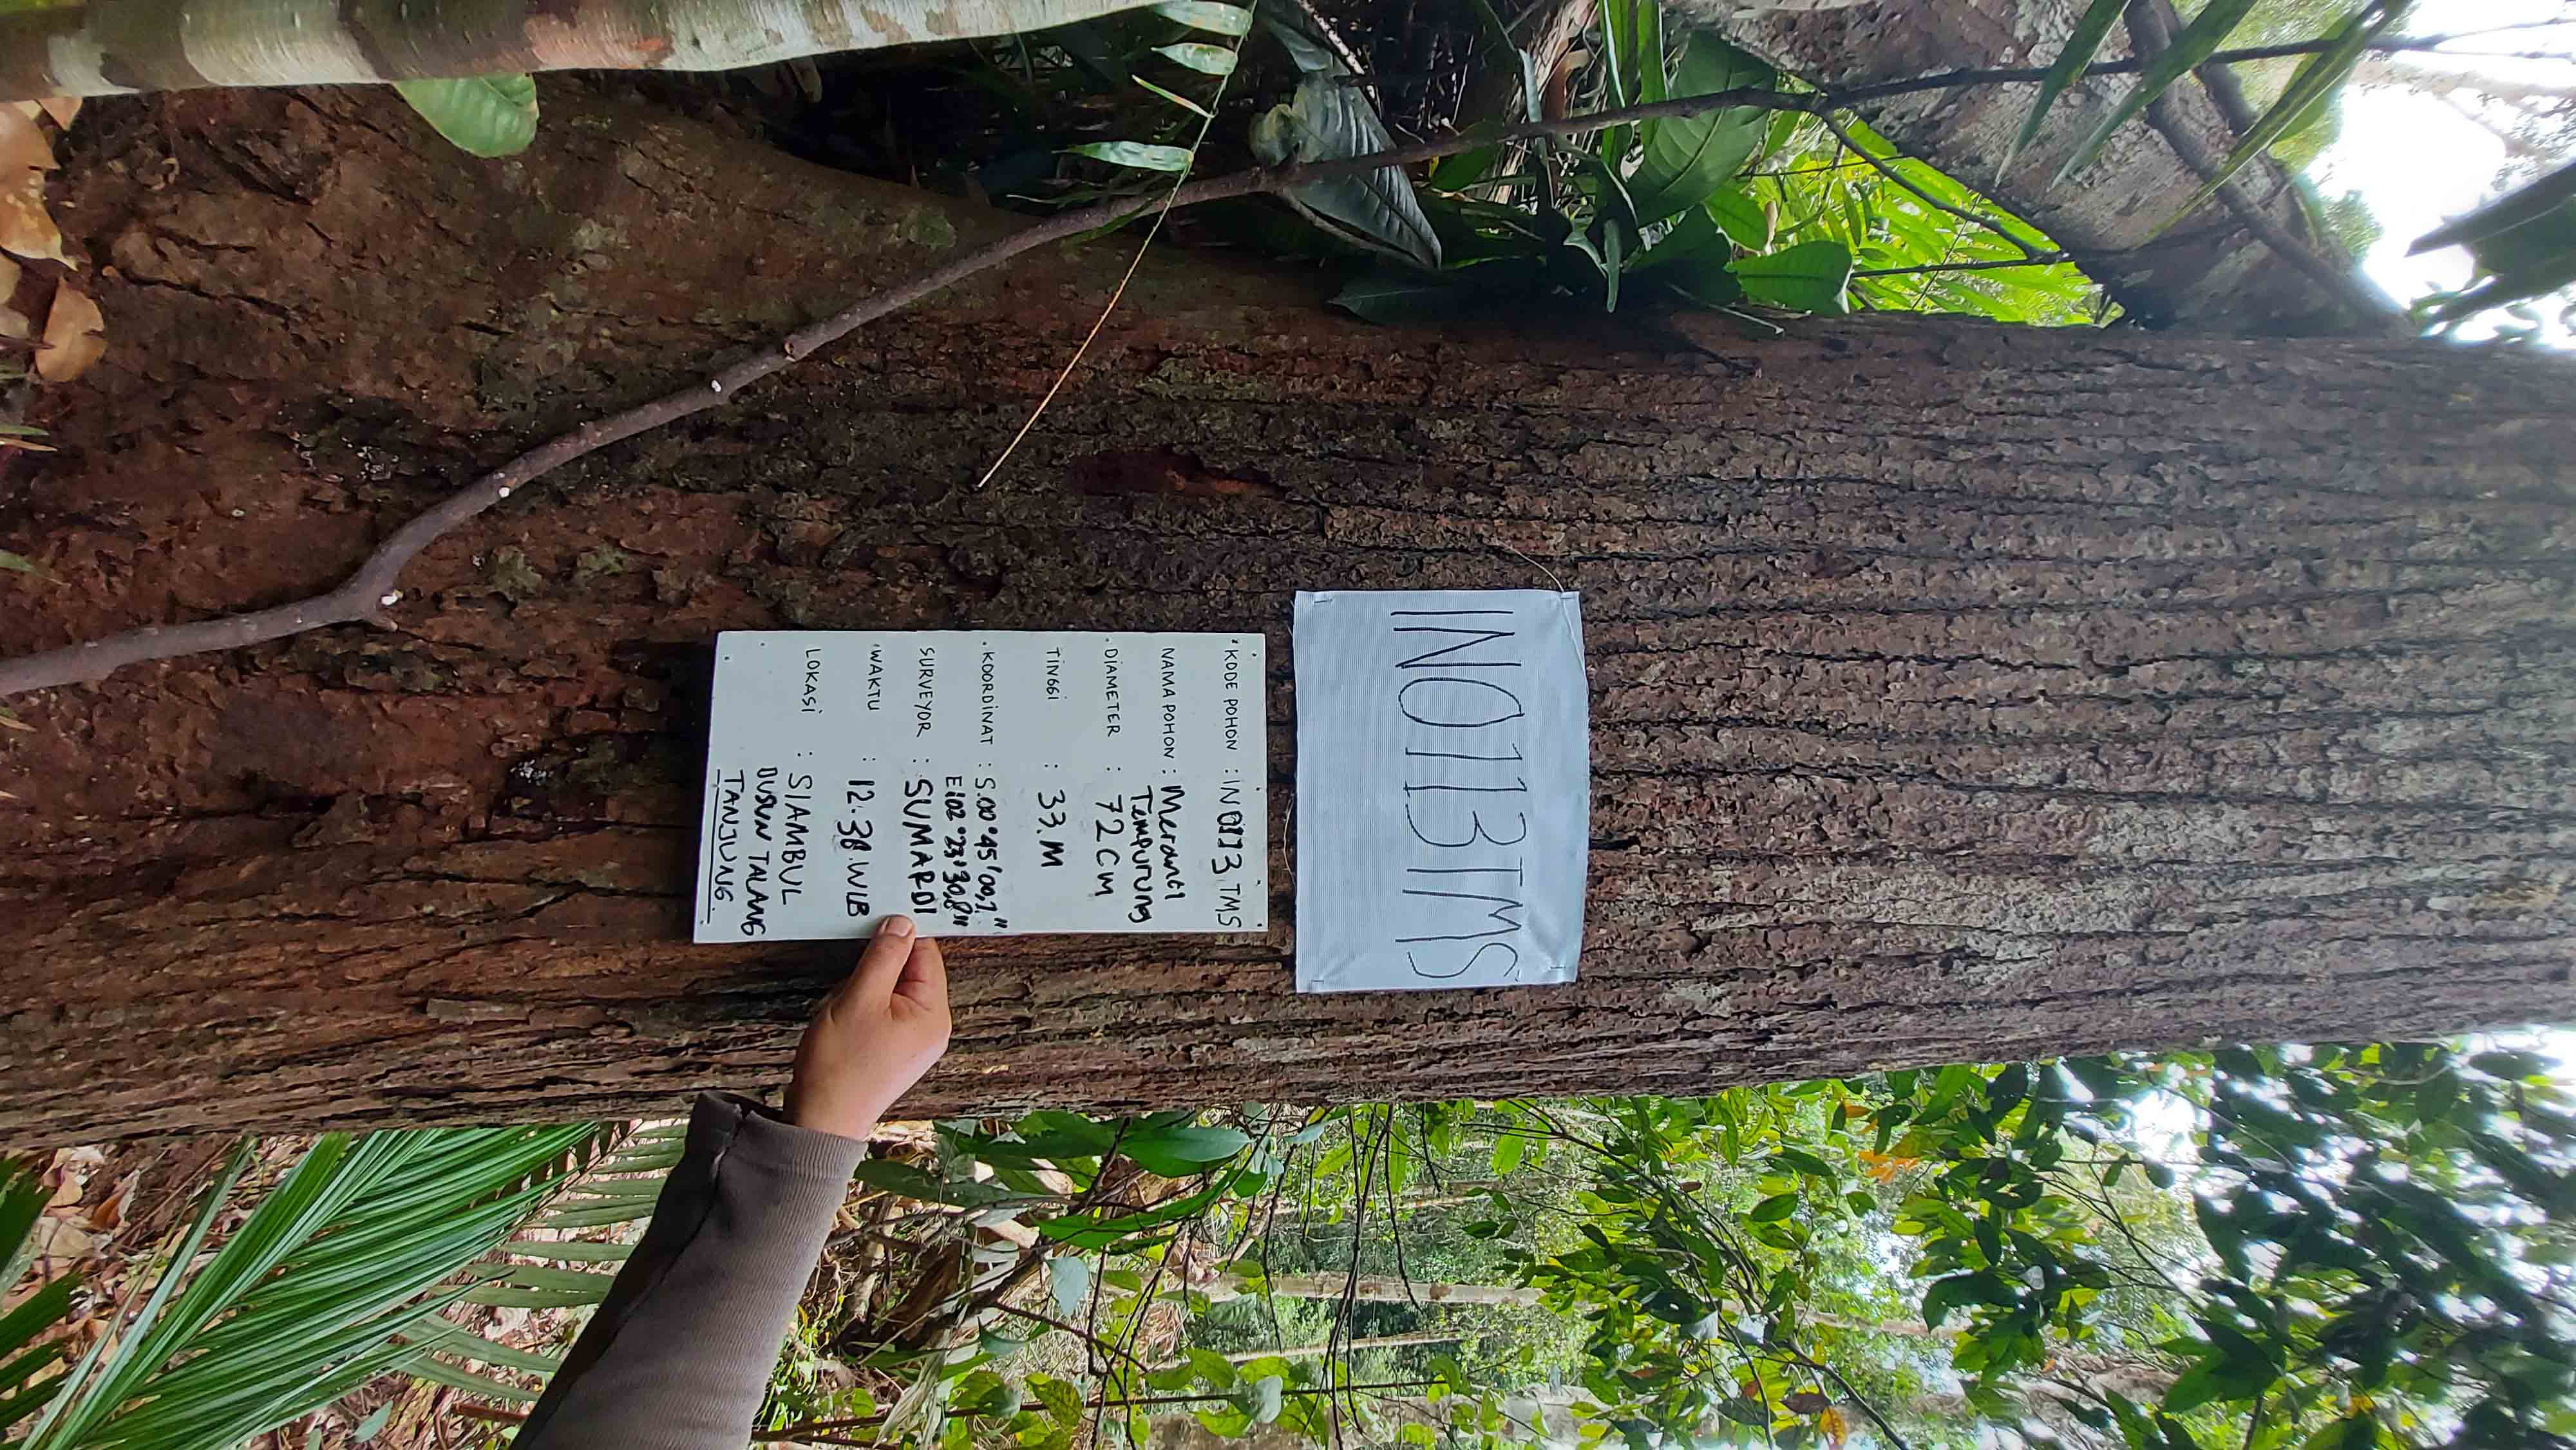 IN0113TMS
KODE POHON : IN0113 TMS
NAMA POHON : Meranti
Tempurung
DIAMETER : 72 CM
TINGGI : 33.M
KOORDINAT : S.00°45'00,7"
E102°23'30,8"
SURVEYOR : SUMARDI
WAKTU : 12.38.WIB
LOKASI : SIAMBUL
DUSUN TALANG
TANJUNG